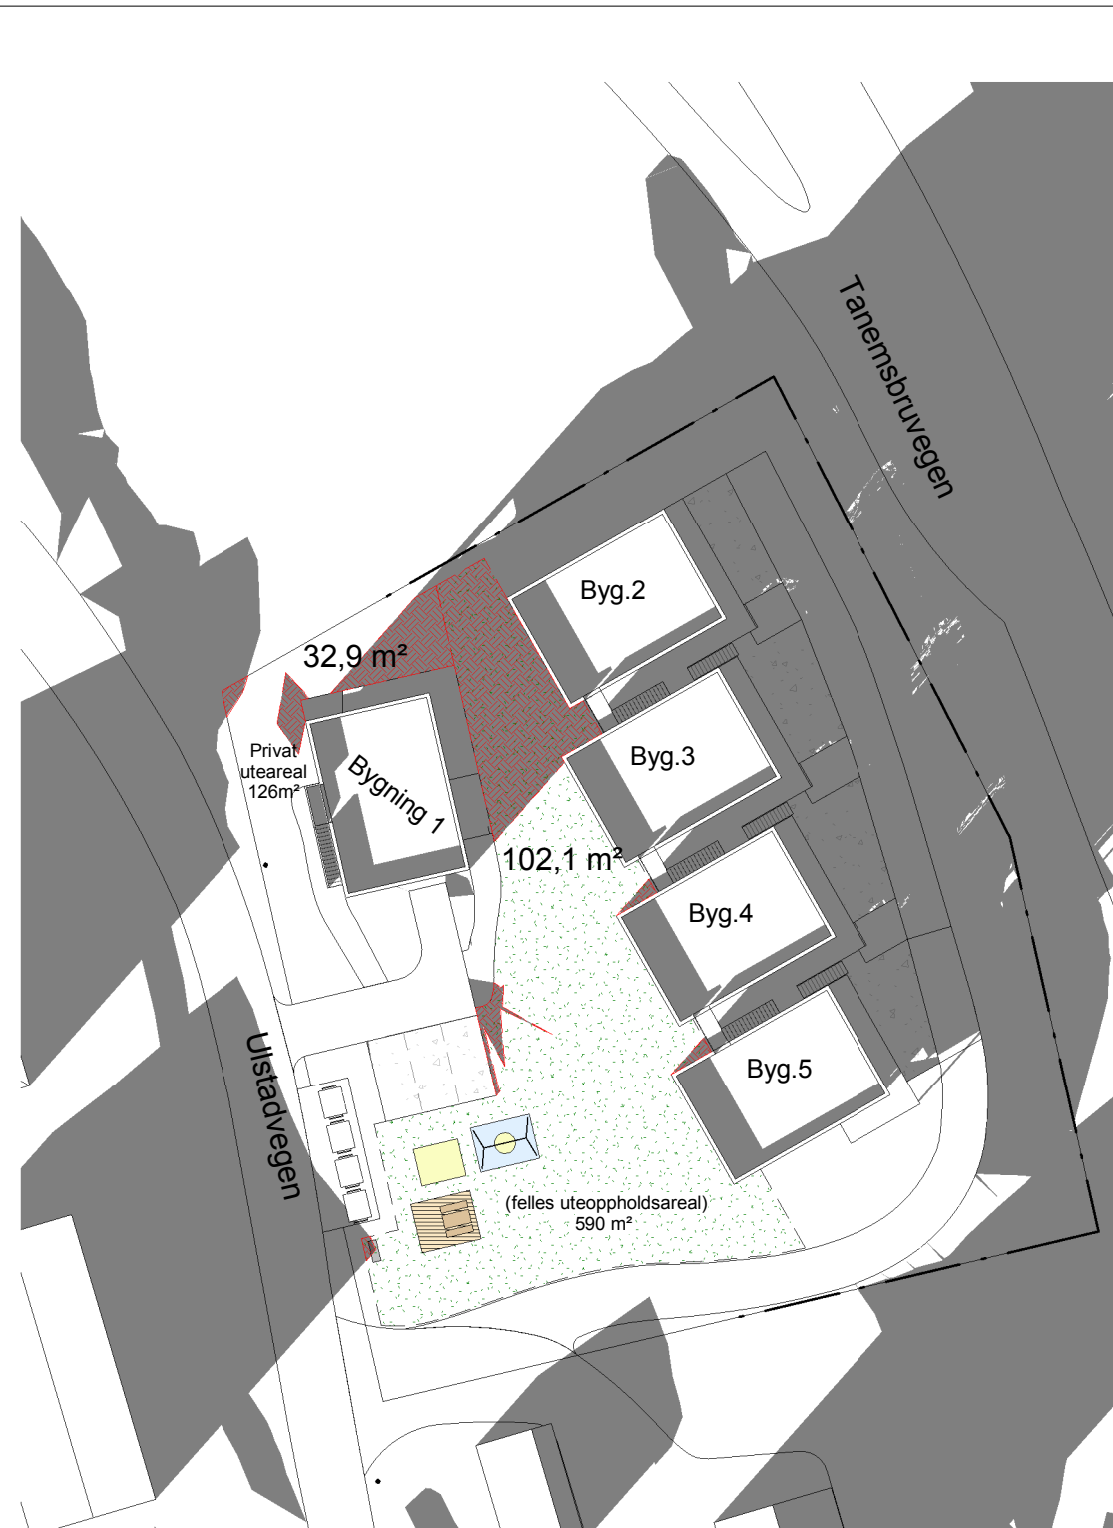 Tanemsbruvegen
Byg.2
32,9 m²
Privat
uteareal
126m²
Bygning 1
Byg.3
102,1 m²
Byg.4
Ulstadvegen
Byg.5
(felles uteoppholdsareal)
590 m²